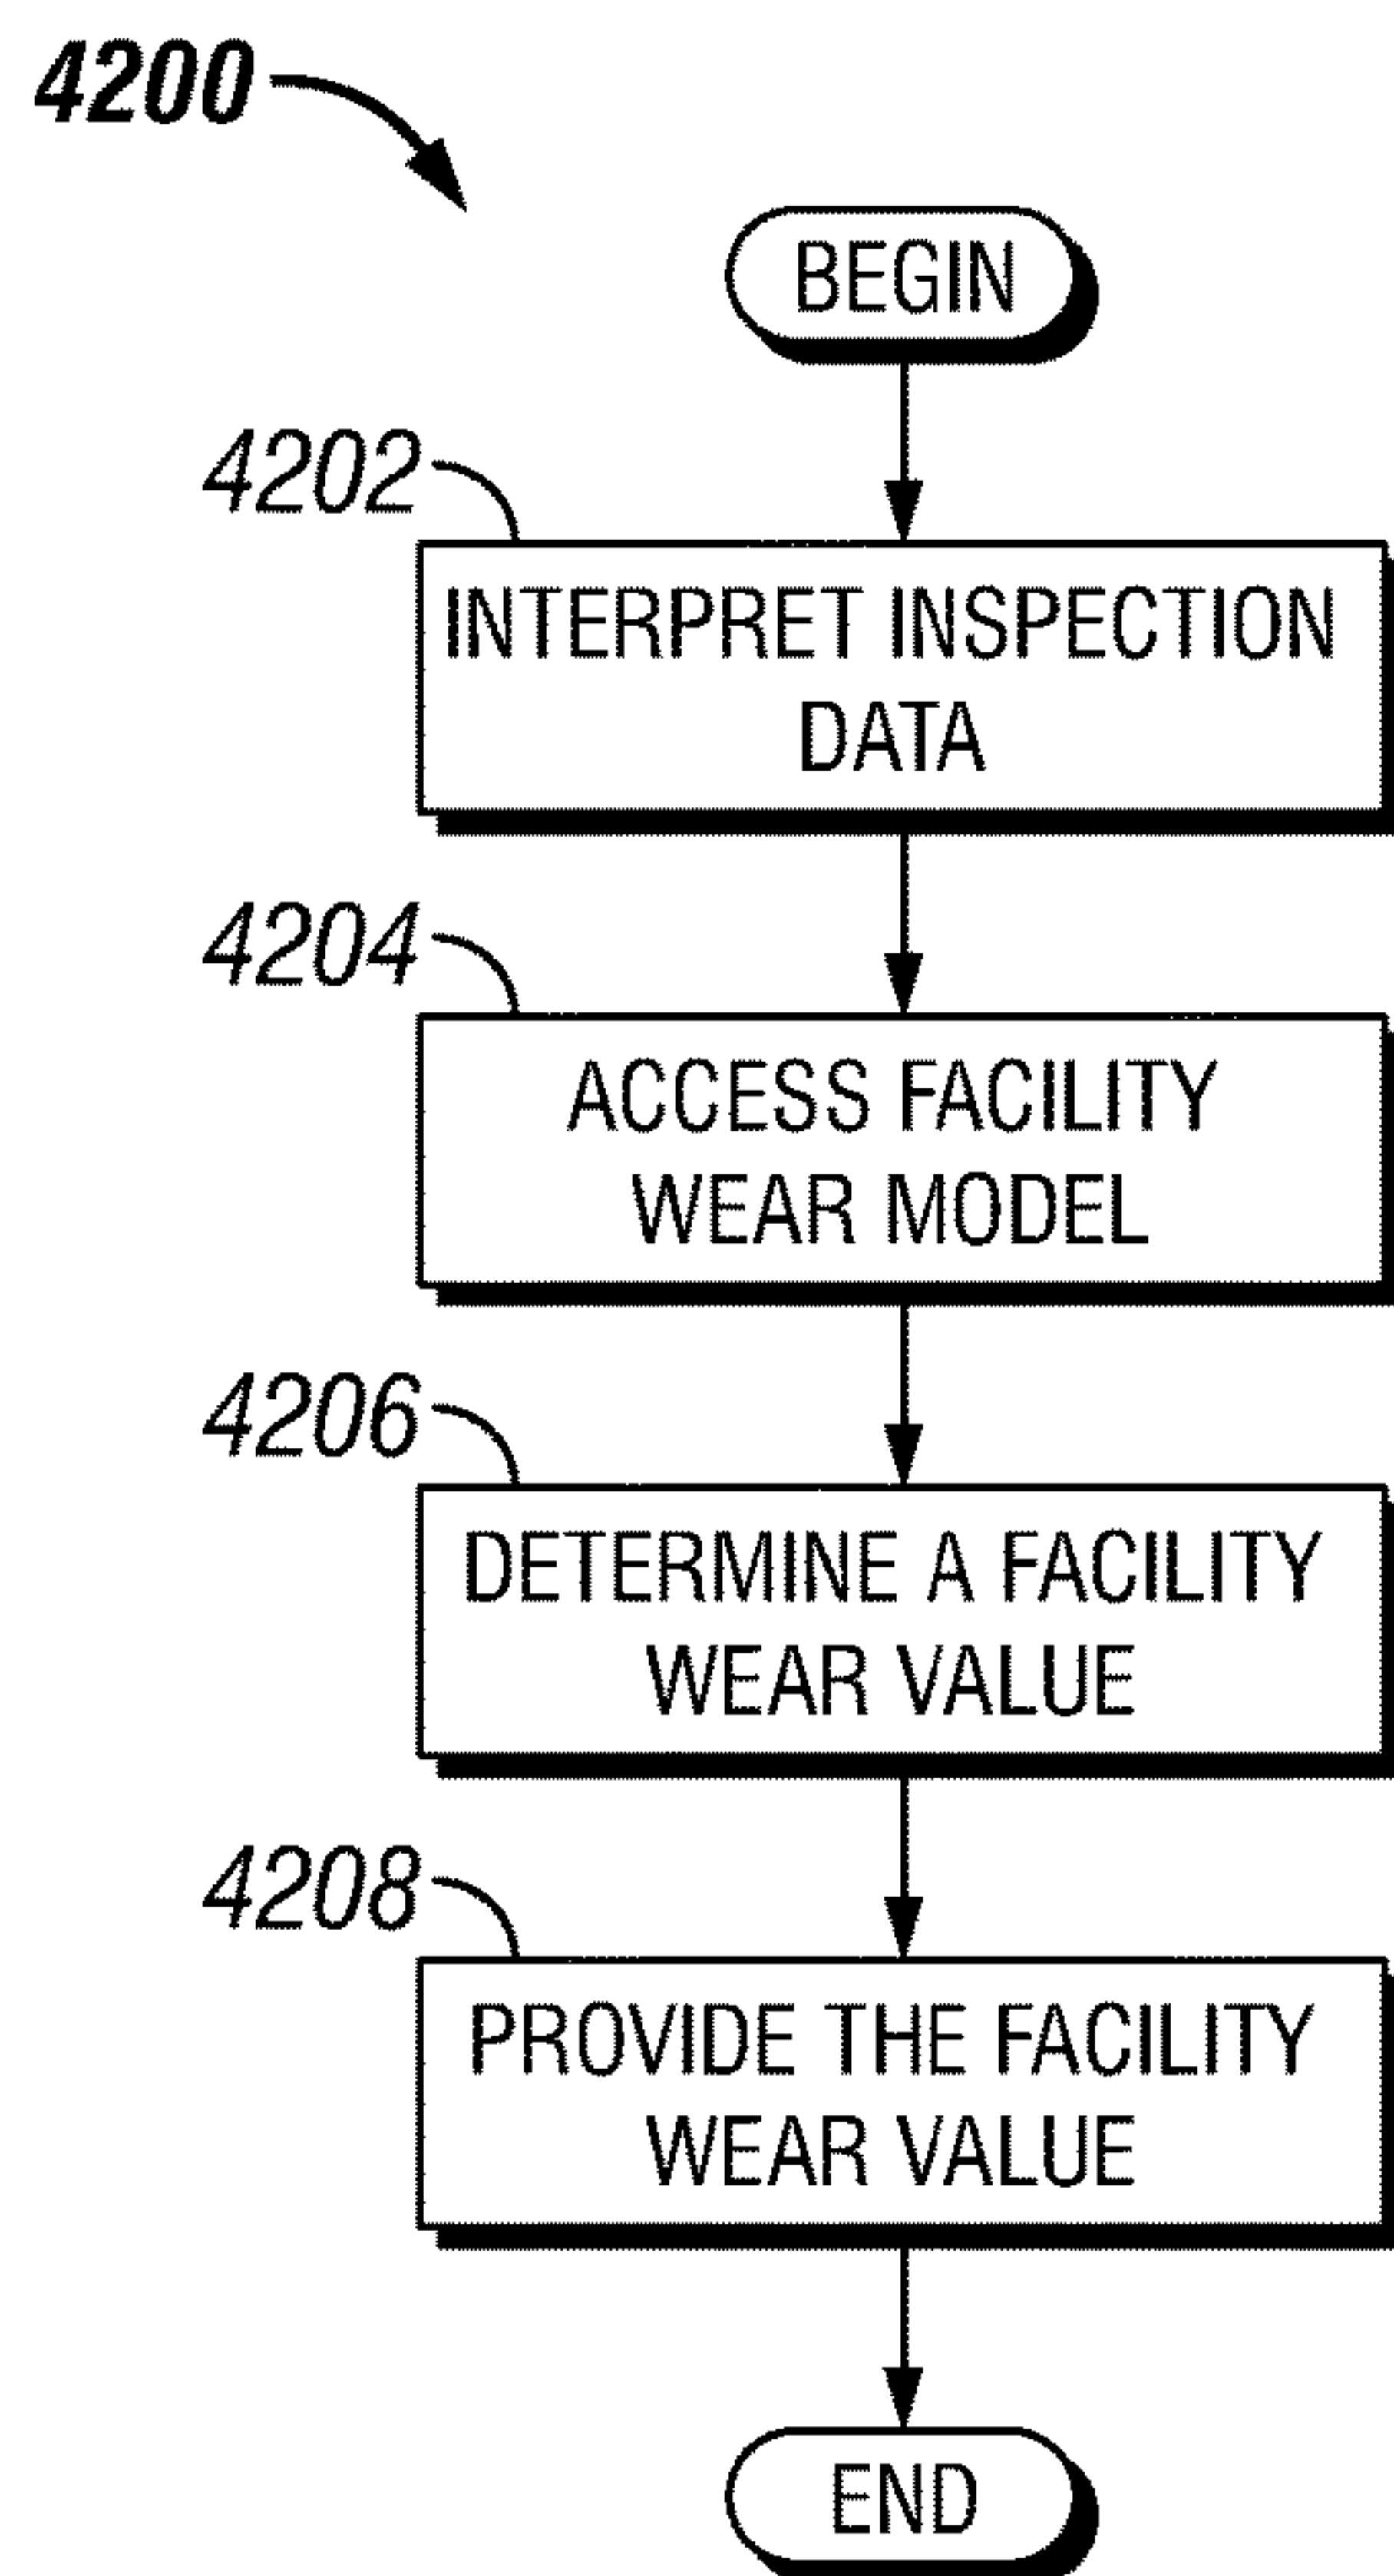 4200
BEGIN
4202
INTERPRET INSPECTION
DATA
4204
ACCESS FACILITY
WEAR MODEL
4206
DETERMINE A FACILITY
WEAR VALUE
4208
PROVIDE THE FACILITY
WEAR VALUE
END